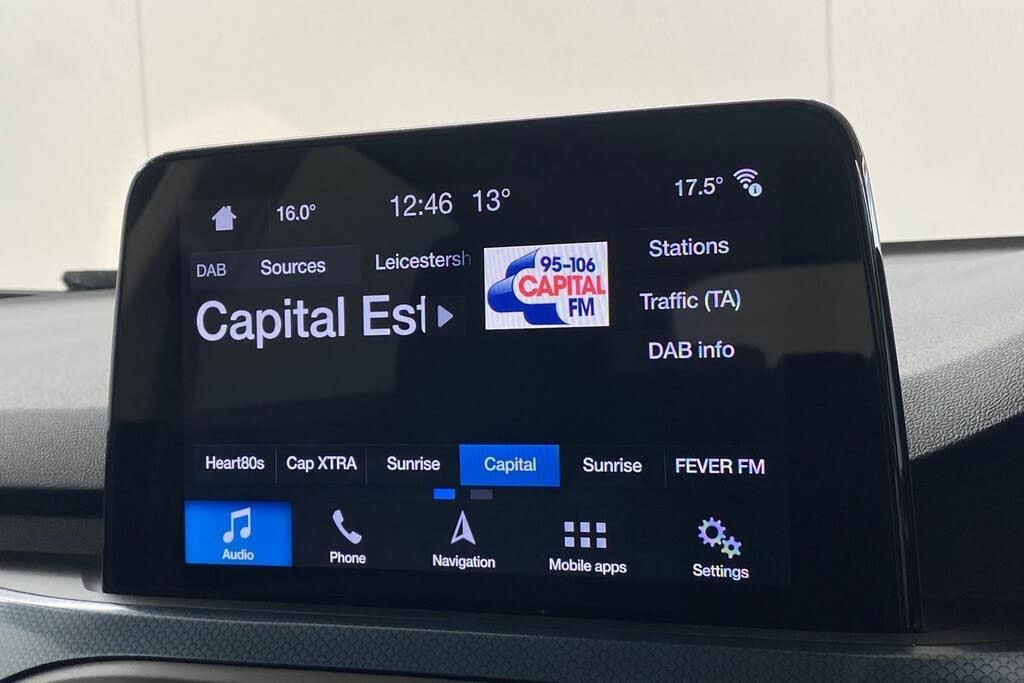 16.0° 12:46 13° 17.5°
DAB Sources Leicestersh
Capital Est
95-106
CAPITAL
FM
Stations
Traffic (TA)
DAB info
Heart80s Cap XTRA Sunrise Capital Sunrise FEVER FM
Audio Phone Navigation Mobile apps Settings